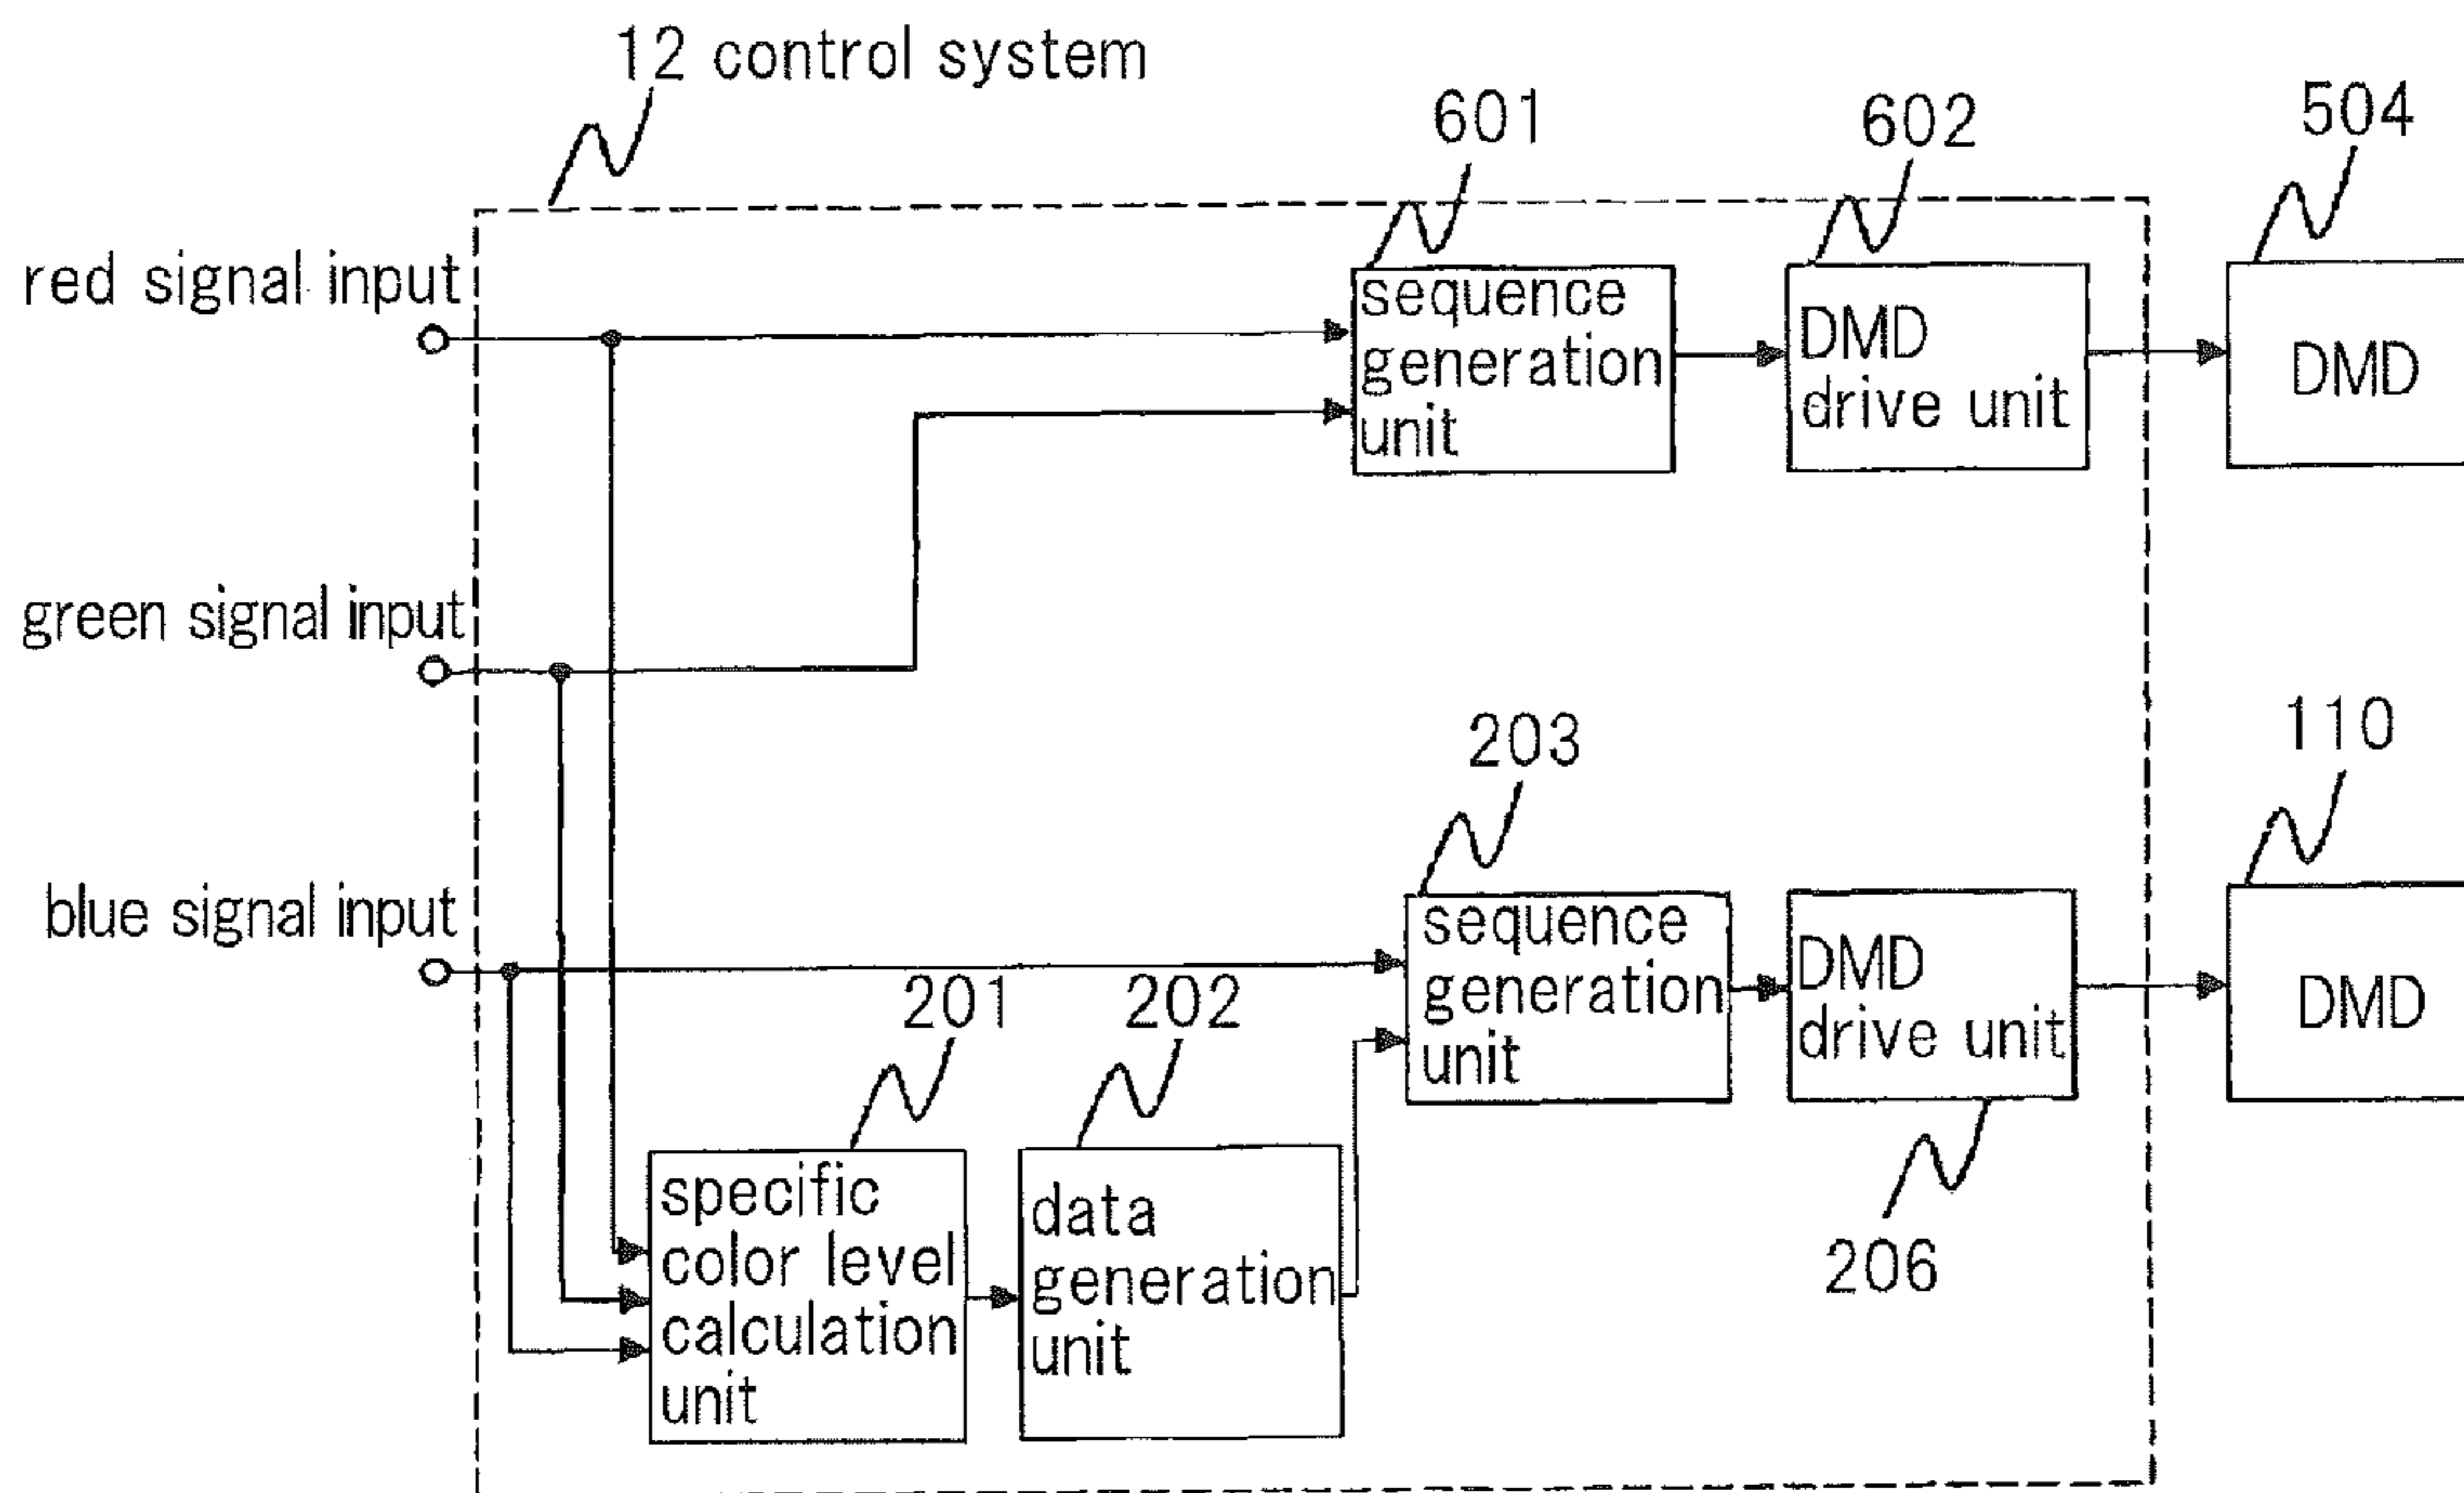 12 control system
601
602
504
red signal input
sequence
generation
unit
DMD
drive unit
DMD
green signal input
203
110
blue signal input
sequence
generation
unit
DMD
drive unit
DMD
201
202
206
specific
color level
calculation
unit
data
generation
unit